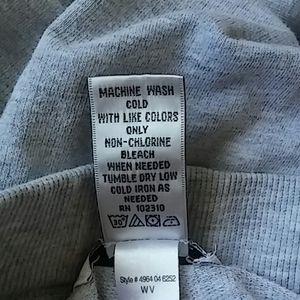 MACHINE WASH
COLD
WITH LIKE COLORS
ONLY
NON-CHLORINE
BLEACH
WHEN NEEDED
TUMBLE DRY LOW
COLD IRON AS
NEEDED
RN 102310
30
Style # 4964 04 6252
WV